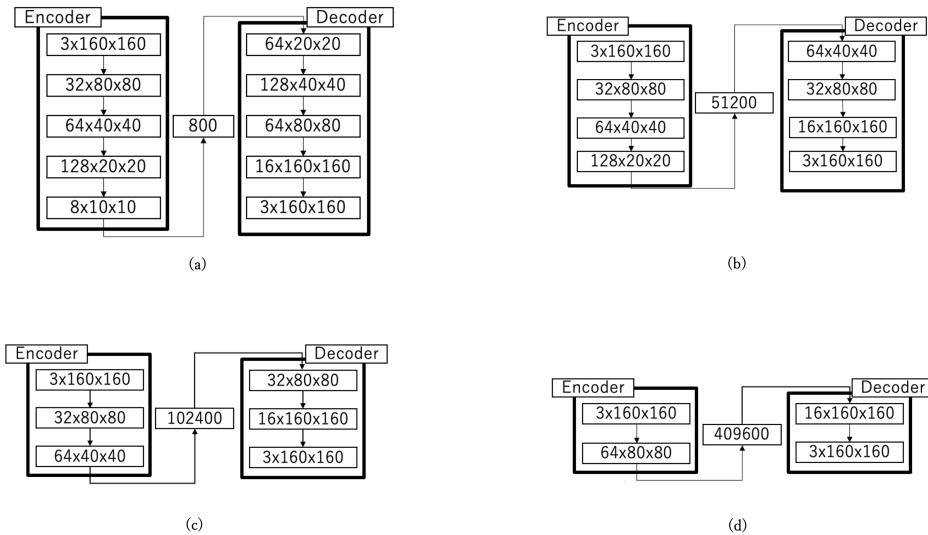 Encoder
3x160x160
32x80x80
64x40x40
128x20x20
8x10x10
800
Decoder
64x20x20
128x40x40
64x80x80
16x160x160
3x160x160
(a)
Encoder
3x160x160
32x80x80
64x40x40
128x20x20
51200
Decoder
64x40x40
32x80x80
16x160x160
3x160x160
(b)
Encoder
3x160x160
32x80x80
64x40x40
102400
Decoder
32x80x80
16x160x160
3x160x160
(c)
Encoder
3x160x160
64x80x80
409600
Decoder
16x160x160
3x160x160
(d)